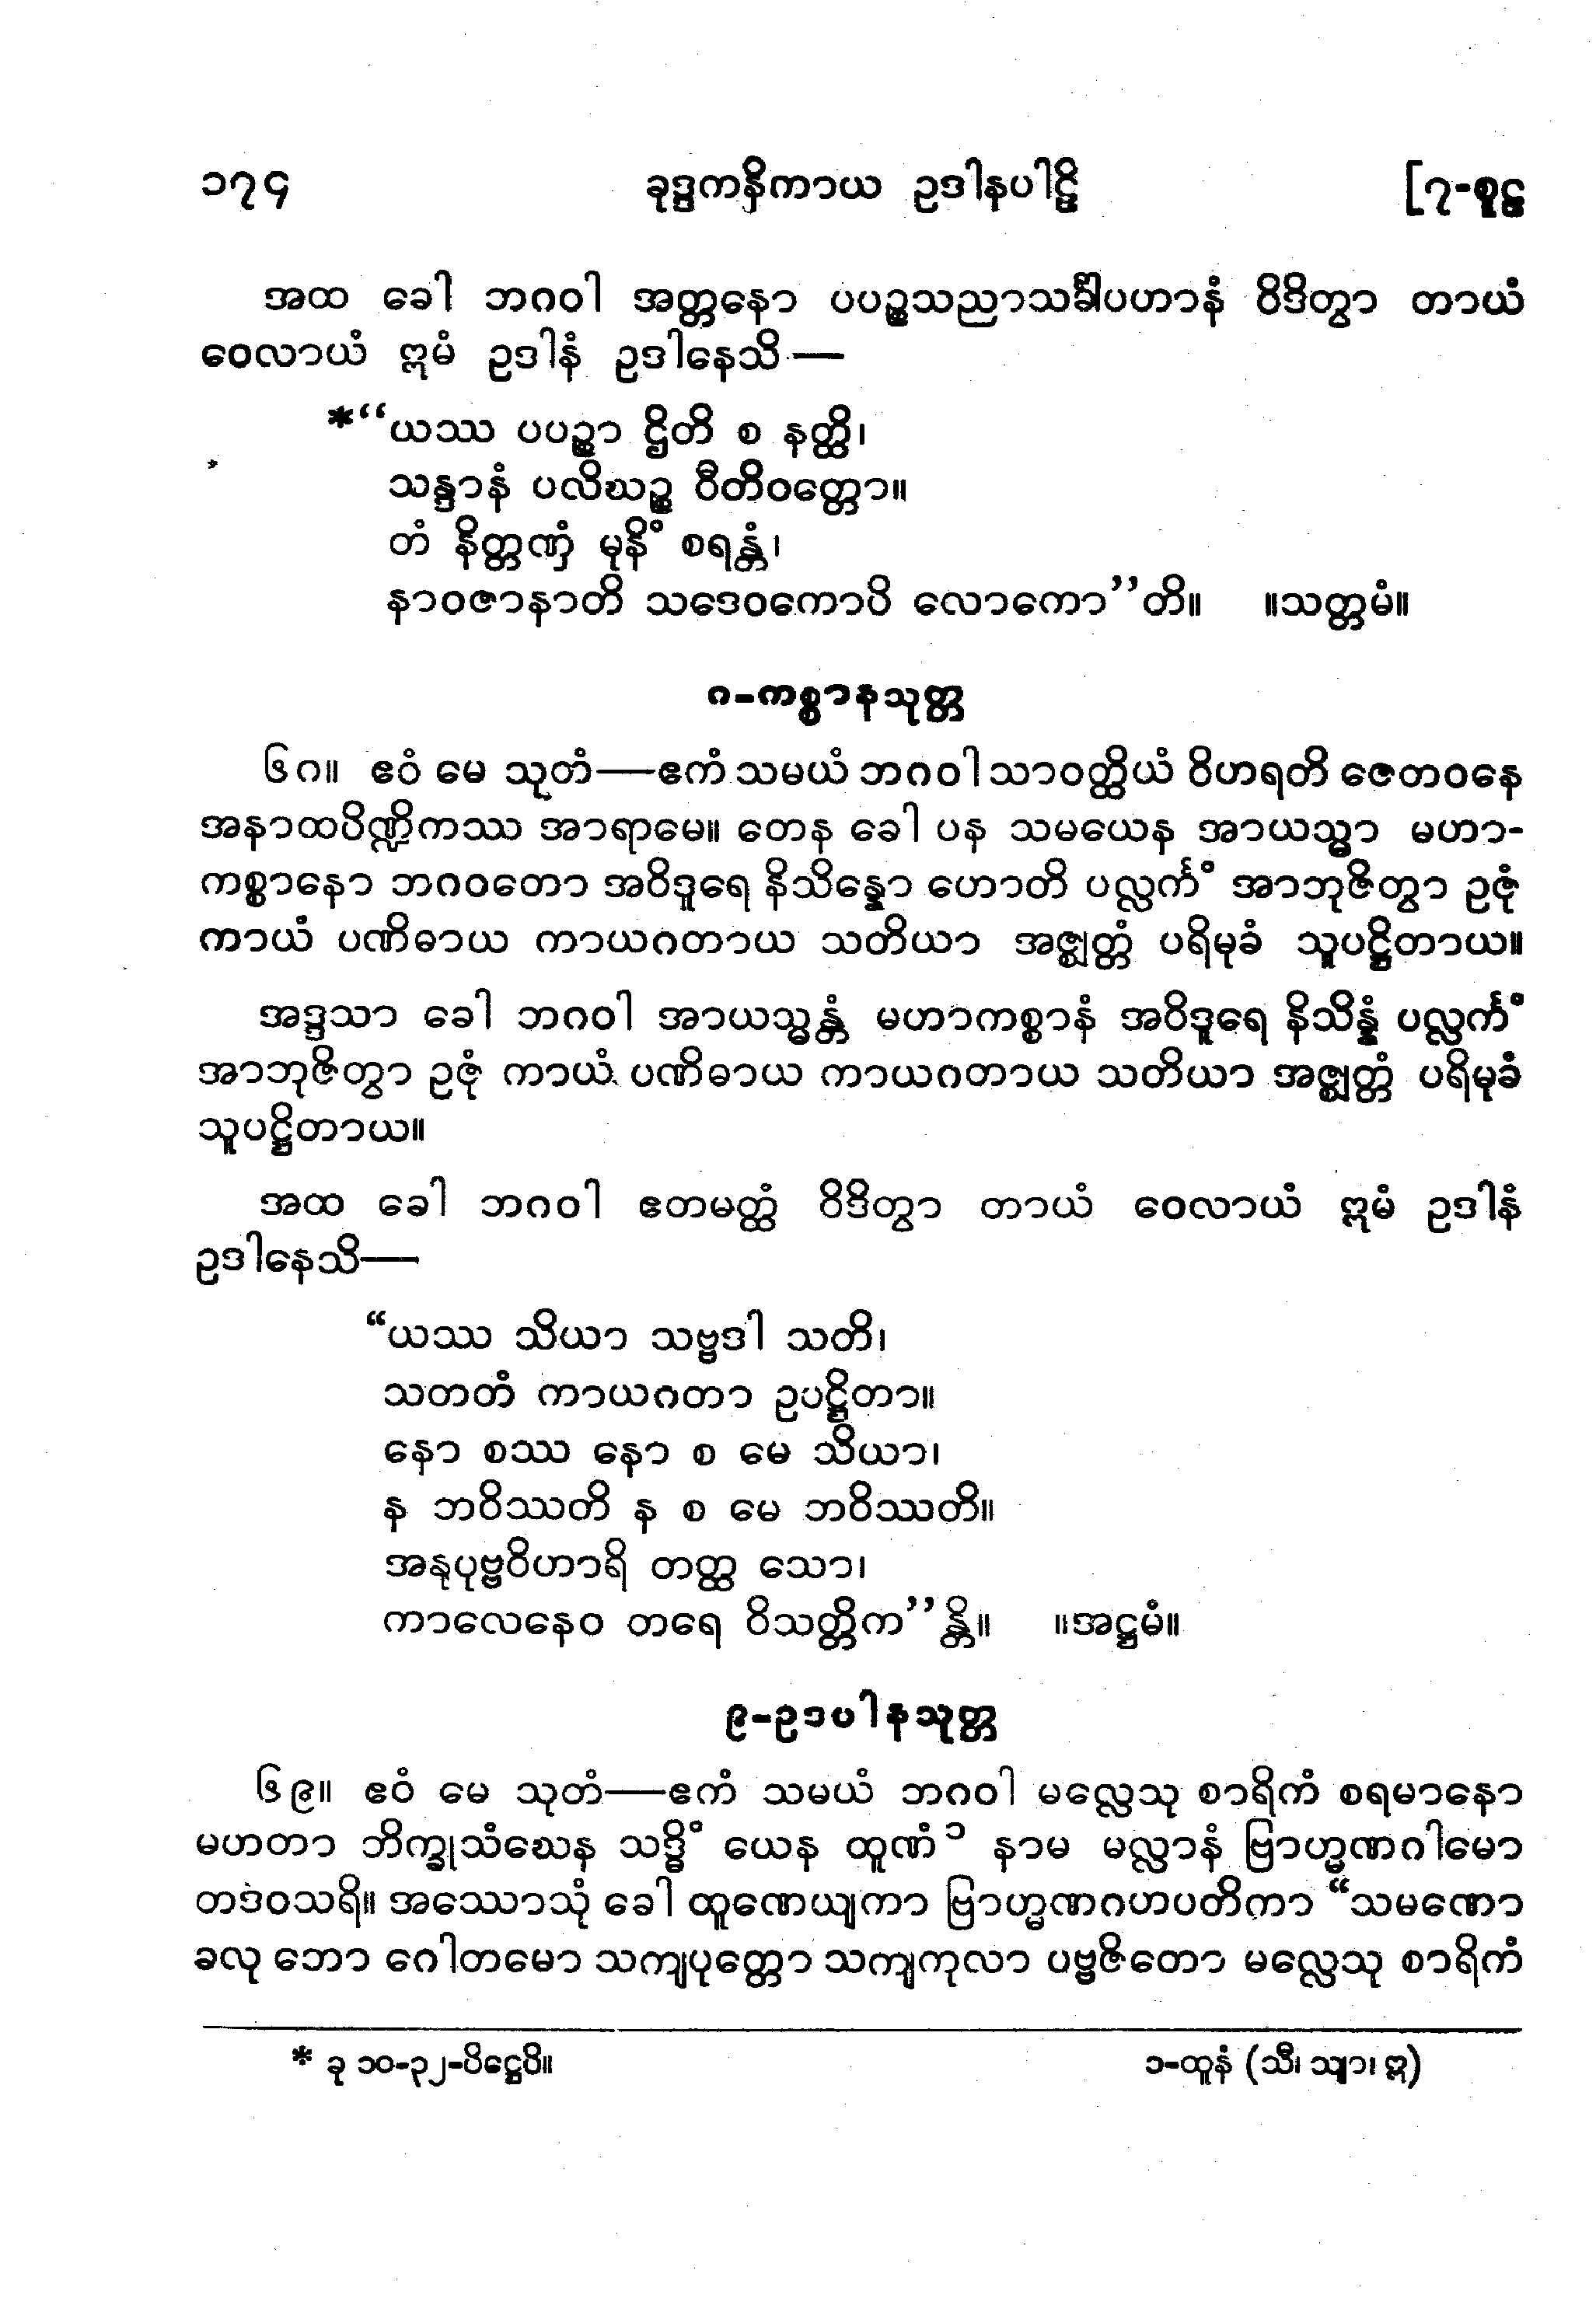 ၁၇၄ ခုဒ္ဒကနိကာယ ဥဒါနပါဠိ [၇-စူဠ
အထ ခေါ ဘဂဝါ အတ္တနော ပပဉ္စသညာသင်္ခါပဟာနံ ဝိဒိတွာ တာယံ
ဝေလာယံ ဣမံ ဥဒါနံ ဥဒါနေသိ—
*“ယဿ ပပဉ္စာ ဌိတိ စ နတ္ထိ၊
သန္ဒာနံ ပလိဃဉ္စ ဝီတိဝတ္တော။
တံ နိတ္တဏှံ မုနိံ စရန္တံ၊
နာဝဇာနာတိ သဒေဝကောပိ လောကော”တိ။ ။သတ္တမံ။
၈-ကစ္စာနသုတ္တ
၆၈။ ဧဝံ မေ သုတံ—ဧကံ သမယံ ဘဂဝါ သာဝတ္ထိယံ ဝိဟရတိ ဇေတဝနေ
အနာထပိဏ္ဍိကဿ အာရာမေ။ တေန ခေါ ပန သမယေန အာယသ္မာ မဟာ-
ကစ္စာနော ဘဂဝတော အဝိဒူရေ နိသိန္နော ဟောတိ ပလ္လင်္ကံ အာဘုဇိတွာ ဥဇုံ
ကာယံ ပဏိဓာယ ကာယဂတာယ သတိယာ အဇ္ဈတ္တံ ပရိမုခံ သူပဋ္ဌိတာယ။
အဒ္ဒသာ ခေါ ဘဂဝါ အာယသ္မန္တံ မဟာကစ္စာနံ အဝိဒူရေ နိသိန္နံ ပလ္လင်္ကံ
အာဘုဇိတွာ ဥဇုံ ကာယံ ပဏိဓာယ ကာယဂတာယ သတိယာ အဇ္ဈတ္တံ ပရိမုခံ
သူပဋ္ဌိတာယ။
အထ ခေါ ဘဂဝါ ဧတမတ္ထံ ဝိဒိတွာ တာယံ ဝေလာယံ ဣမံ ဥဒါနံ
ဥဒါနေသိ—
“ယဿ သိယာ သဗ္ဗဒါ သတိ၊
သတတံ ကာယဂတာ ဥပဋ္ဌိတာ။
နော စဿ နော စ မေ သိယာ၊
န ဘဝိဿတိ န စ မေ ဘဝိဿတိ။
အနုပုဗ္ဗဝိဟာရိ တတ္ထ သော၊
ကာလေနေဝ တရေ ဝိသတ္တိက”န္တိ။ ။အဋ္ဌမံ။
၉-ဥဒပါနသုတ္တ
၆၉။ ဧဝံ မေ သုတံ—ဧကံ သမယံ ဘဂဝါ မလ္လေသု စာရိကံ စရမာနော
မဟတာ ဘိက္ခုသံဃေန သဒ္ဓိံ ယေန ထူဏံ၁ နာမ မလ္လာနံ ဗြာဟ္မဏဂါမော
တဒဝသရိ။ အဿောသုံ ခေါ ထူဏေယျကာ ဗြာဟ္မဏဂဟပတိကာ “သမဏော
ခလု ဘော ဂေါတမော သကျပုတ္တော သကျကုလာ ပဗ္ဗဇိတော မလ္လေသု စာရိကံ
* ခု ၁၀-၃၂-ပိဋ္ဌေပိ။ ၁-ထူနံ (သီ၊ သျာ၊ ဣ)